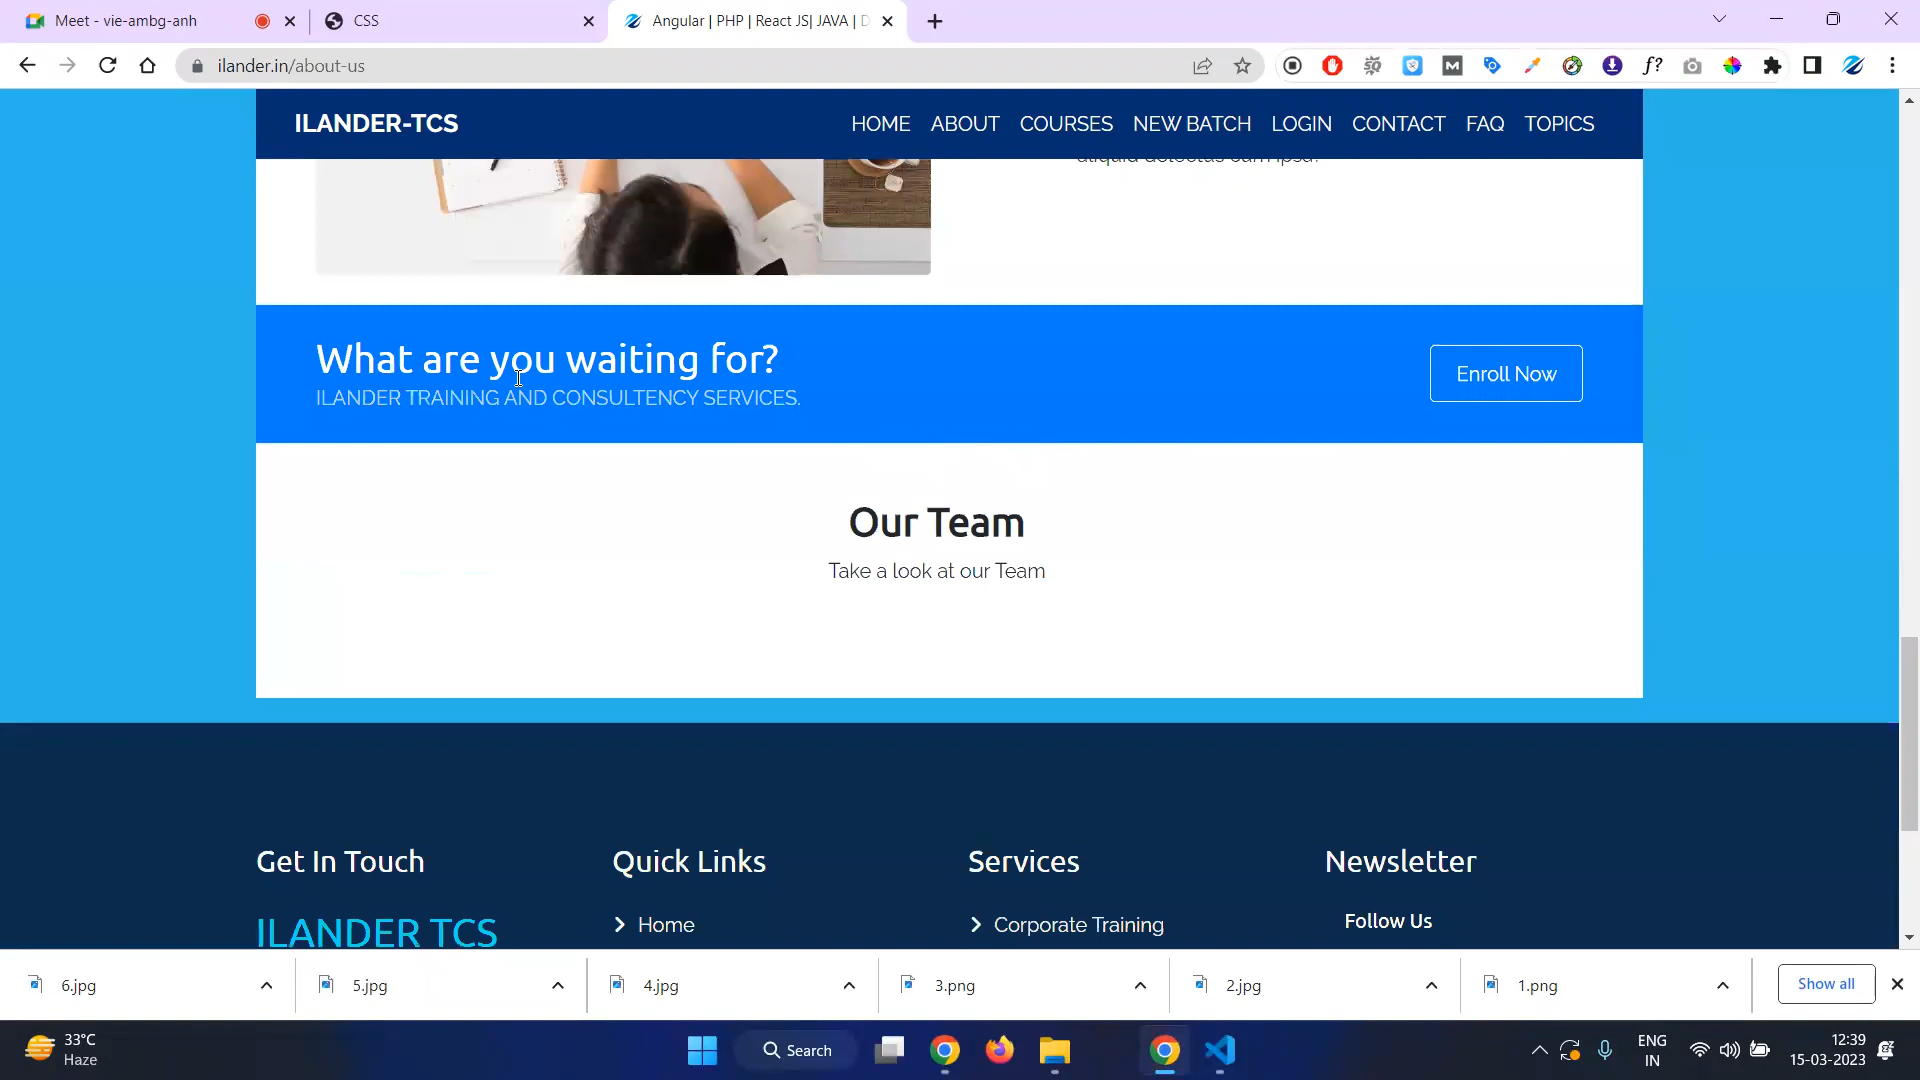 Meet - vie-ambg-anh
CSS
Angular | PHP | React JS| JAVA | D
ilander.in/about-us
ILANDER-TCS
HOME ABOUT COURSES NEW BATCH LOGIN CONTACT FAQ TOPICS
What are you waiting for?
ILANDER TRAINING AND CONSULTENCY SERVICES.
Enroll Now
Our Team
Take a look at our Team
Get In Touch
ILANDER TCS
Quick Links
Home
Services
Corporate Training
Newsletter
Follow Us
6.jpg
5.jpg
4.jpg
3.png
2.jpg
1.png
Show all
33°C
Haze
Search
ENG
IN
12:39
15-03-2023